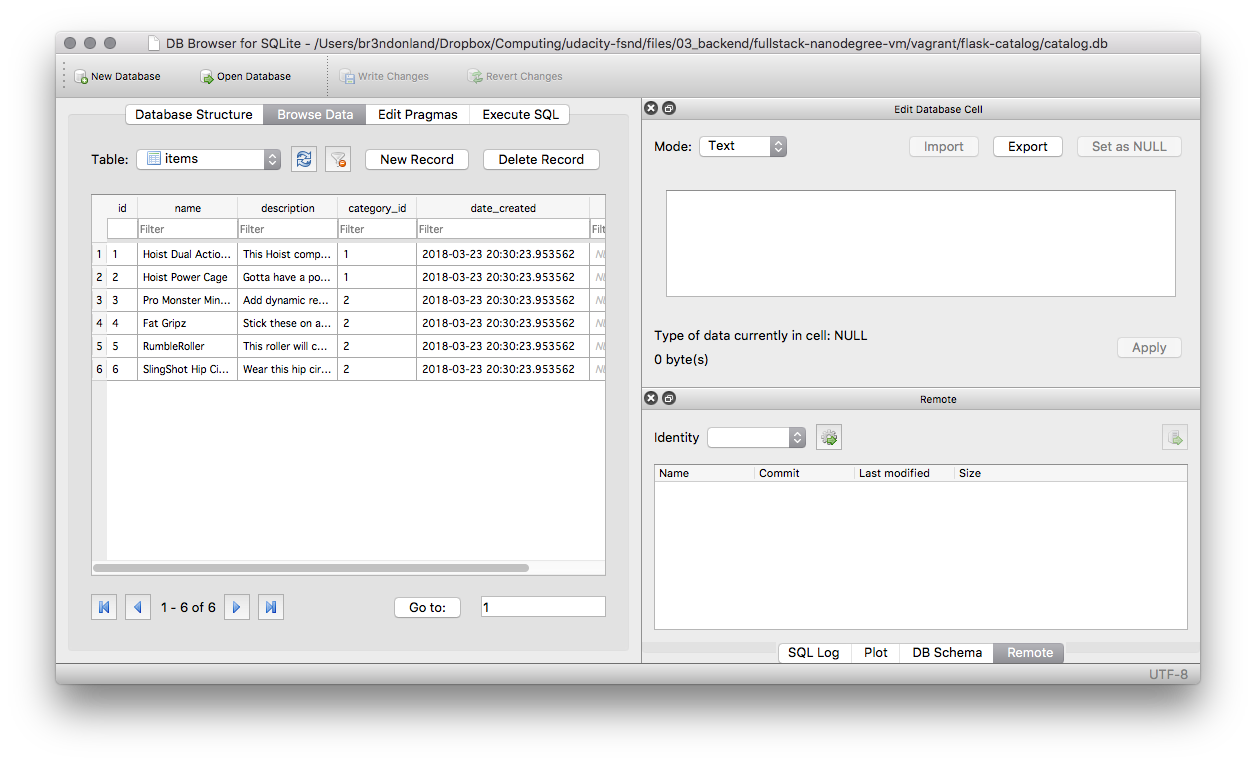 DB Browser for SQLite - /Users/br3ndonland/Dropbox/Computing/udacity-fsnd/files/03_backend/fullstack-nanodegree-vm/vagrant/flask-catalog/catalog.db
New Database Open Database Write Changes Revert Changes
Database Structure Browse Data Edit Pragmas Execute SQL
Table: items New Record Delete Record
id name description category_id date_created
Filter Filter Filter Filter Filt
1 1 Hoist Dual Actio... This Hoist comp... 1 2018-03-23 20:30:23.953562
2 2 Hoist Power Cage Gotta have a po... 1 2018-03-23 20:30:23.953562
3 3 Pro Monster Min... Add dynamic re... 2 2018-03-23 20:30:23.953562
4 4 Fat Gripz Stick these on a... 2 2018-03-23 20:30:23.953562
5 5 RumbleRoller This roller will c... 2 2018-03-23 20:30:23.953562
6 6 SlingShot Hip Ci... Wear this hip cir... 2 2018-03-23 20:30:23.953562
1 - 6 of 6 Go to: 1
Edit Database Cell
Mode: Text Import Export Set as NULL
Type of data currently in cell: NULL
0 byte(s)
Apply
Remote
Identity
Name Commit Last modified Size
SQL Log Plot DB Schema Remote
UTF-8